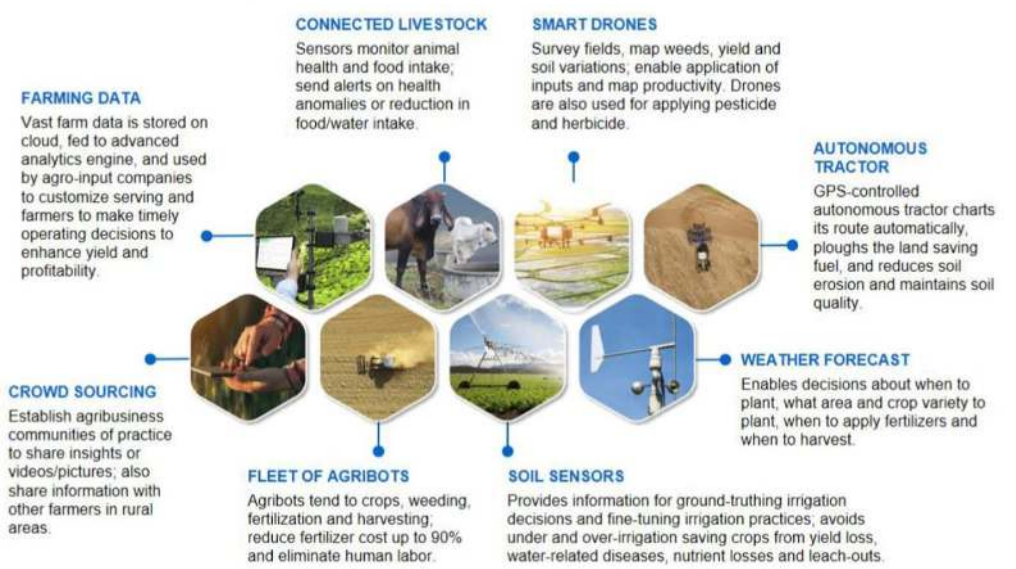 CONNECTED LIVESTOCK
Sensors monitor animal
health and food intake;
send alerts on health
anomalies or reduction in
food/water intake.
SMART DRONES
Survey fields, map weeds, yield and
soil variations; enable application of
inputs and map productivity. Drones
are also used for applying pesticide
and herbicide.
FARMING DATA
Vast farm data is stored on
cloud, fed to advanced
analytics engine, and used
by agro-input companies
to customize serving and
farmers to make timely
operating decisions to
enhance yield and
profitability.
AUTONOMOUS
TRACTOR
GPS-controlled
autonomous tractor charts
its route automatically,
ploughs the land saving
fuel, and reduces soil
erosion and maintains soil
quality.
CROWD SOURCING
Establish agribusiness
communities of practice
to share insights or
videos/pictures; also
share information with
other farmers in rural
areas.
FLEET OF AGRIBOTS
Agribots tend to crops, weeding,
fertilization and harvesting;
reduce fertilizer cost up to 90%
and eliminate human labor.
SOIL SENSORS
Provides information for ground-truthing irrigation
decisions and fine-tuning irrigation practices; avoids
under and over-irrigation saving crops from yield loss,
water-related diseases, nutrient losses and leach-outs.
WEATHER FORECAST
Enables decisions about when to
plant, what area and crop variety to
plant, when to apply fertilizers and
when to harvest.